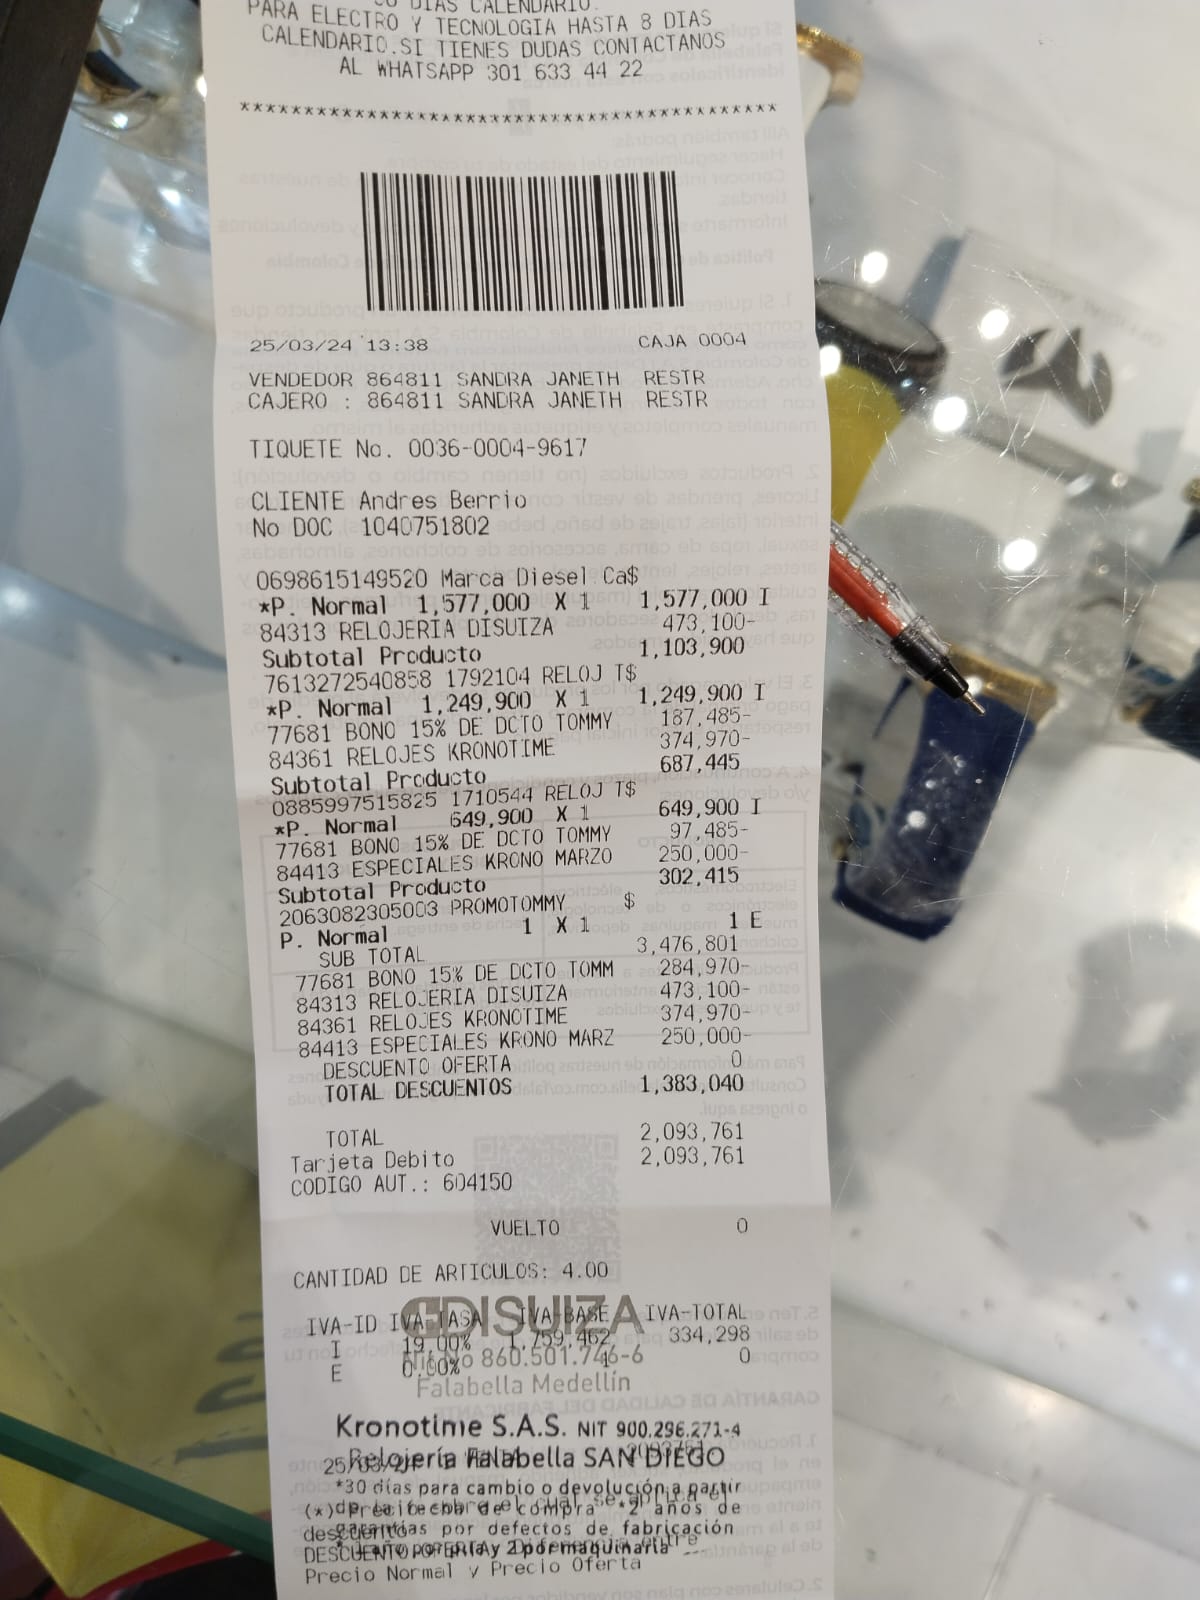 DIAS CALENDARIO.
PARA ELECTRO Y TECNOLOGIA HASTA 8 DIAS
CALENDARIO.SI TIENES DUDAS CONTACTANOS
AL WHATSAPP 301 633 44 22
******************************************
25/03/24 13:38 CAJA 0004
VENDEDOR 864811 SANDRA JANETH RESTR
CAJERO : 864811 SANDRA JANETH RESTR
TIQUETE No. 0036-0004-9617
CLIENTE Andres Berrio
No DOC 1040751802
0698615149520 Marca Diesel Ca$
*P. Normal 1,577,000 X 1 1,577,000 I
84313 RELOJERIA DISUIZA 473,100-
Subtotal Producto 1,103,900
7613272540858 1792104 RELOJ T$
*P. Normal 1,249,900 X 1 1,249,900 I
77681 BONO 15% DE DCTO TOMMY 187,485-
84361 RELOJES KRONOTIME 374,970-
Subtotal Producto 687,445
0885997515825 1710544 RELOJ T$
*P. Normal 649,900 X 1 649,900 I
77681 BONO 15% DE DCTO TOMMY 97,485-
84413 ESPECIALES KRONO MARZO 250,000-
Subtotal Producto 302,415
2063082305003 PROMOTOMMY $
P. Normal 1 X 1 1 E
SUB TOTAL 3,476,801
77681 BONO 15% DE DCTO TOMM 284,970-
84313 RELOJERIA DISUIZA 473,100-
84361 RELOJES KRONOTIME 374,970-
84413 ESPECIALES KRONO MARZ 250,000-
DESCUENTO OFERTA 0
TOTAL DESCUENTOS 1,383,040
TOTAL 2,093,761
Tarjeta Debito 2,093,761
CODIGO AUT.: 604150
VUELTO 0
CANTIDAD DE ARTICULOS: 4.00
DISUIZA
IVA-ID IVA-TASA IVA-BASE IVA-TOTAL
I 19.00% 1,759,462 334,298
E 0.00% 1 0
Nit No 860.501.746-6
Falabella Medellín
Kronotime S.A.S. NIT 900.296.271-4
Relojería Falabella SAN DIEGO
*30 días para cambio o devolución a partir
de la fecha de compra *2 años de
garantías por defectos de fabricación
DESCUENTO OFERTA
Precio Normal y Precio Oferta